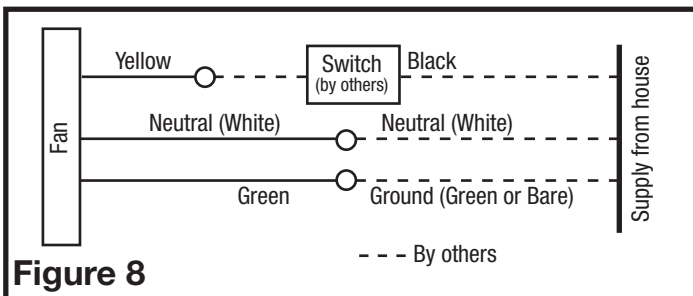 Yellow
Switch
(by others)
Black
Fan
Neutral (White)
Neutral (White)
Green
Ground (Green or Bare)
Supply from house
- - - By others
Figure 8